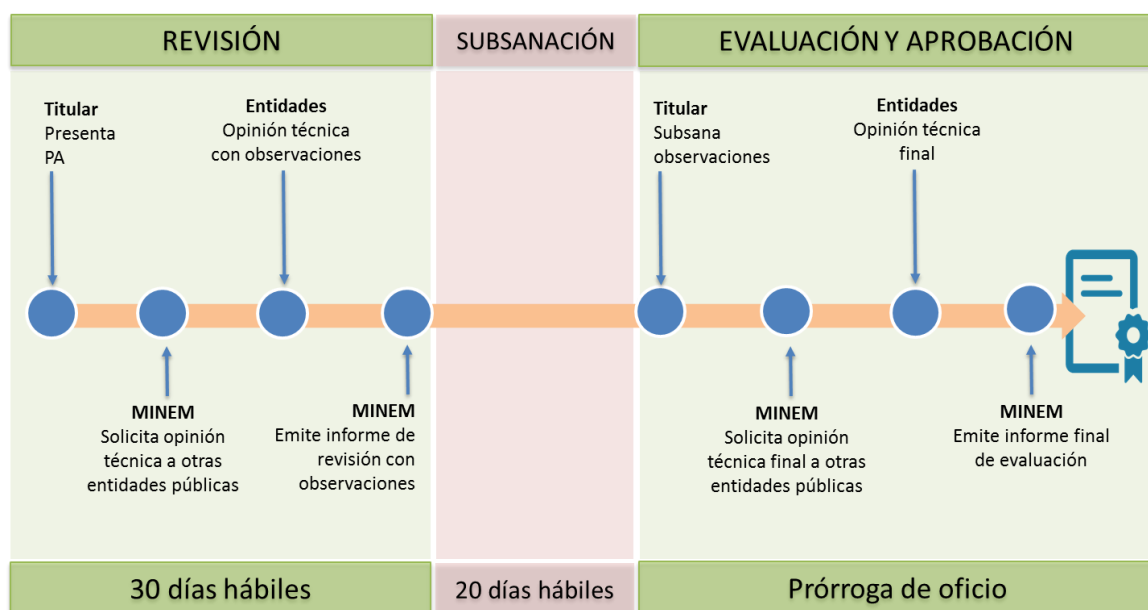 REVISIÓN
SUBSANACIÓN
EVALUACIÓN Y APROBACIÓN
Titular
Presenta
PA
Entidades
Opinión técnica
con observaciones
Titular
Subsana
observaciones
Entidades
Opinión técnica
final
MINEM
Solicita opinión
técnica a otras
entidades públicas
MINEM
Emite informe de
revisión con
observaciones
MINEM
Solicita opinión
técnica final a otras
entidades públicas
MINEM
Emite informe final
de evaluación
30 días hábiles
20 días hábiles
Prórroga de oficio